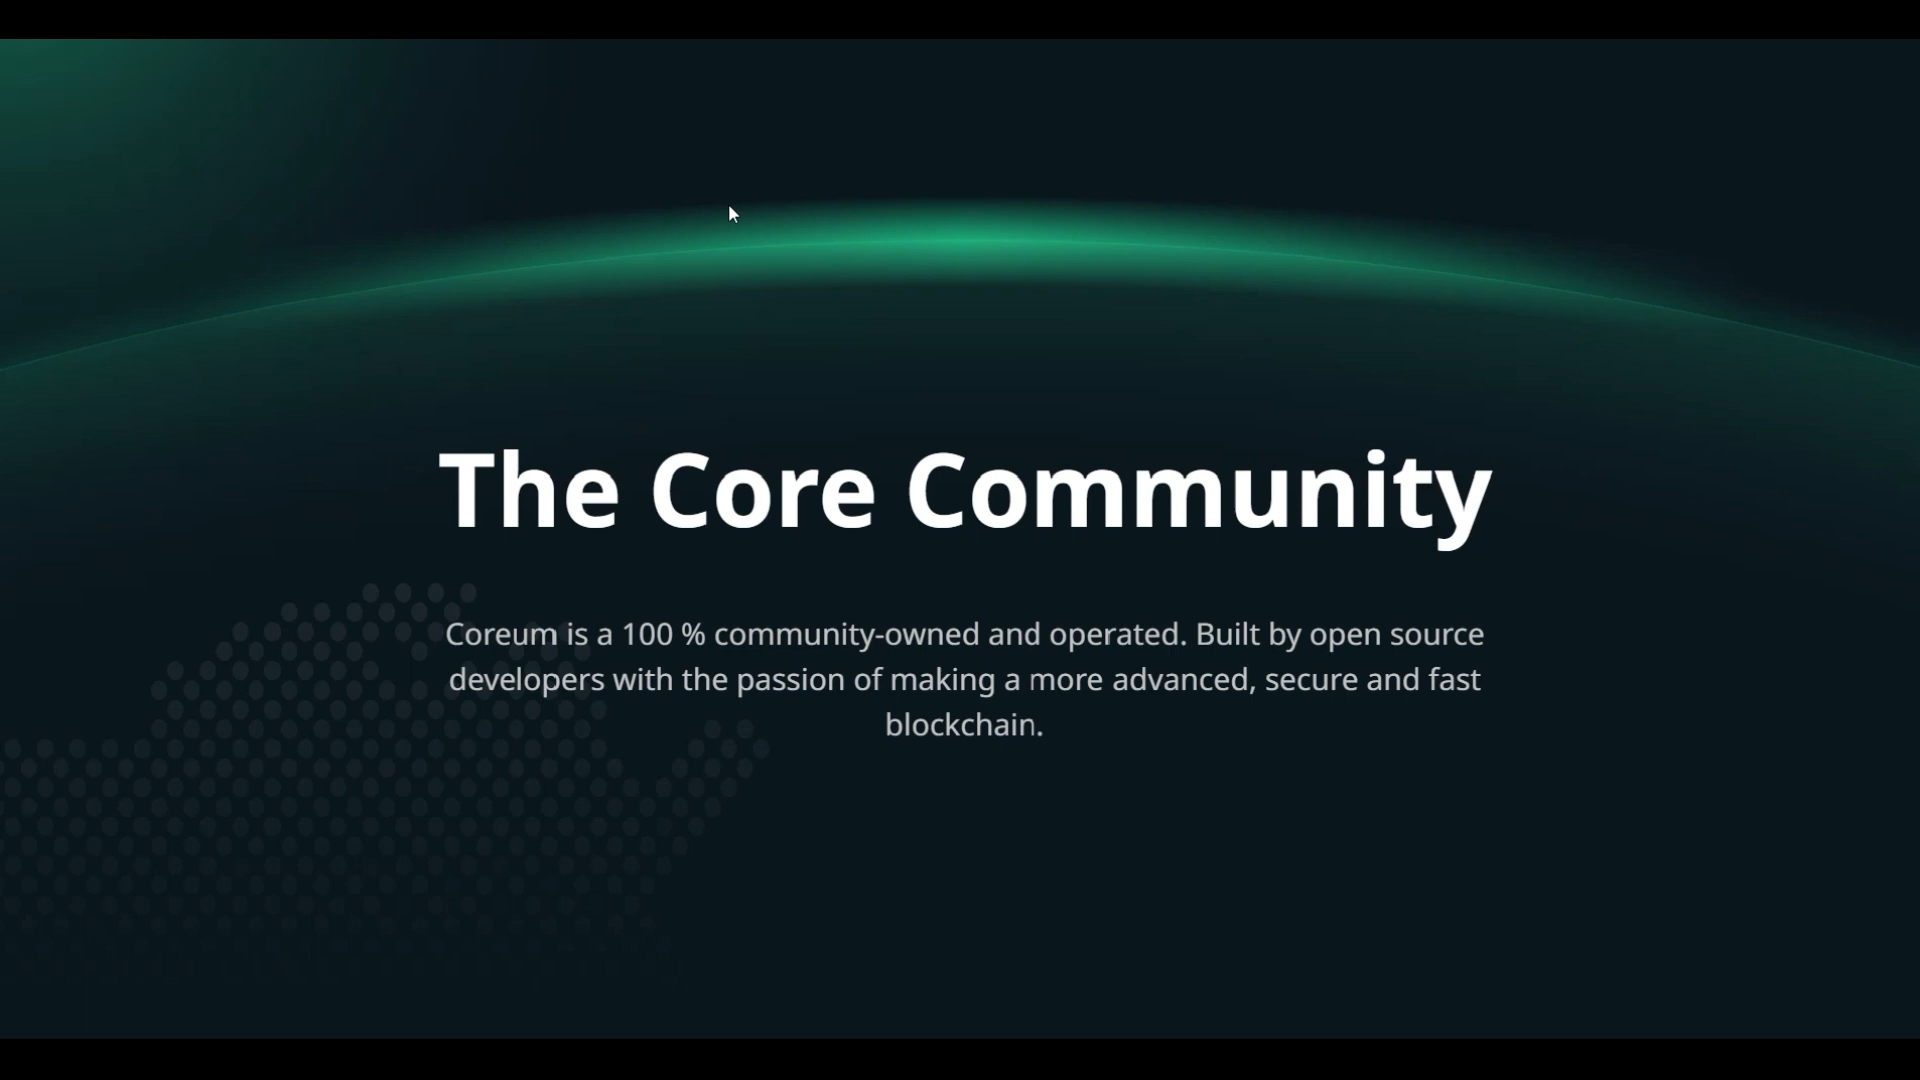 The Core Community
Coreum is a 100 % community-owned and operated. Built by open source
developers with the passion of making a more advanced, secure and fast
blockchain.